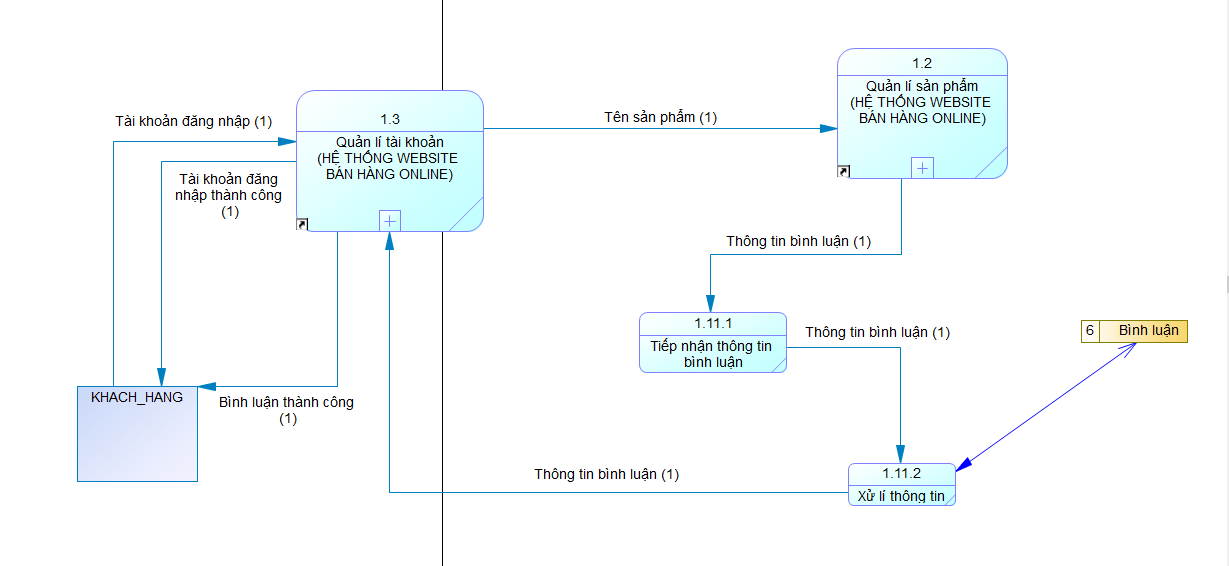 1.2
Quản lí sản phẩm
(HỆ THỐNG WEBSITE
BÁN HÀNG ONLINE)
Tên sản phẩm (1)
1.3
Quản lí tài khoản
(HỆ THỐNG WEBSITE
BÁN HÀNG ONLINE)
Tài khoản đăng nhập (1)
Tài khoản đăng
nhập thành công
(1)
Thông tin bình luận (1)
1.11.1
Tiếp nhận thông tin
bình luận
Thông tin bình luận (1)
6 Bình luận
KHACH_HANG
Bình luận thành công
(1)
Thông tin bình luận (1)
1.11.2
Xử lí thông tin